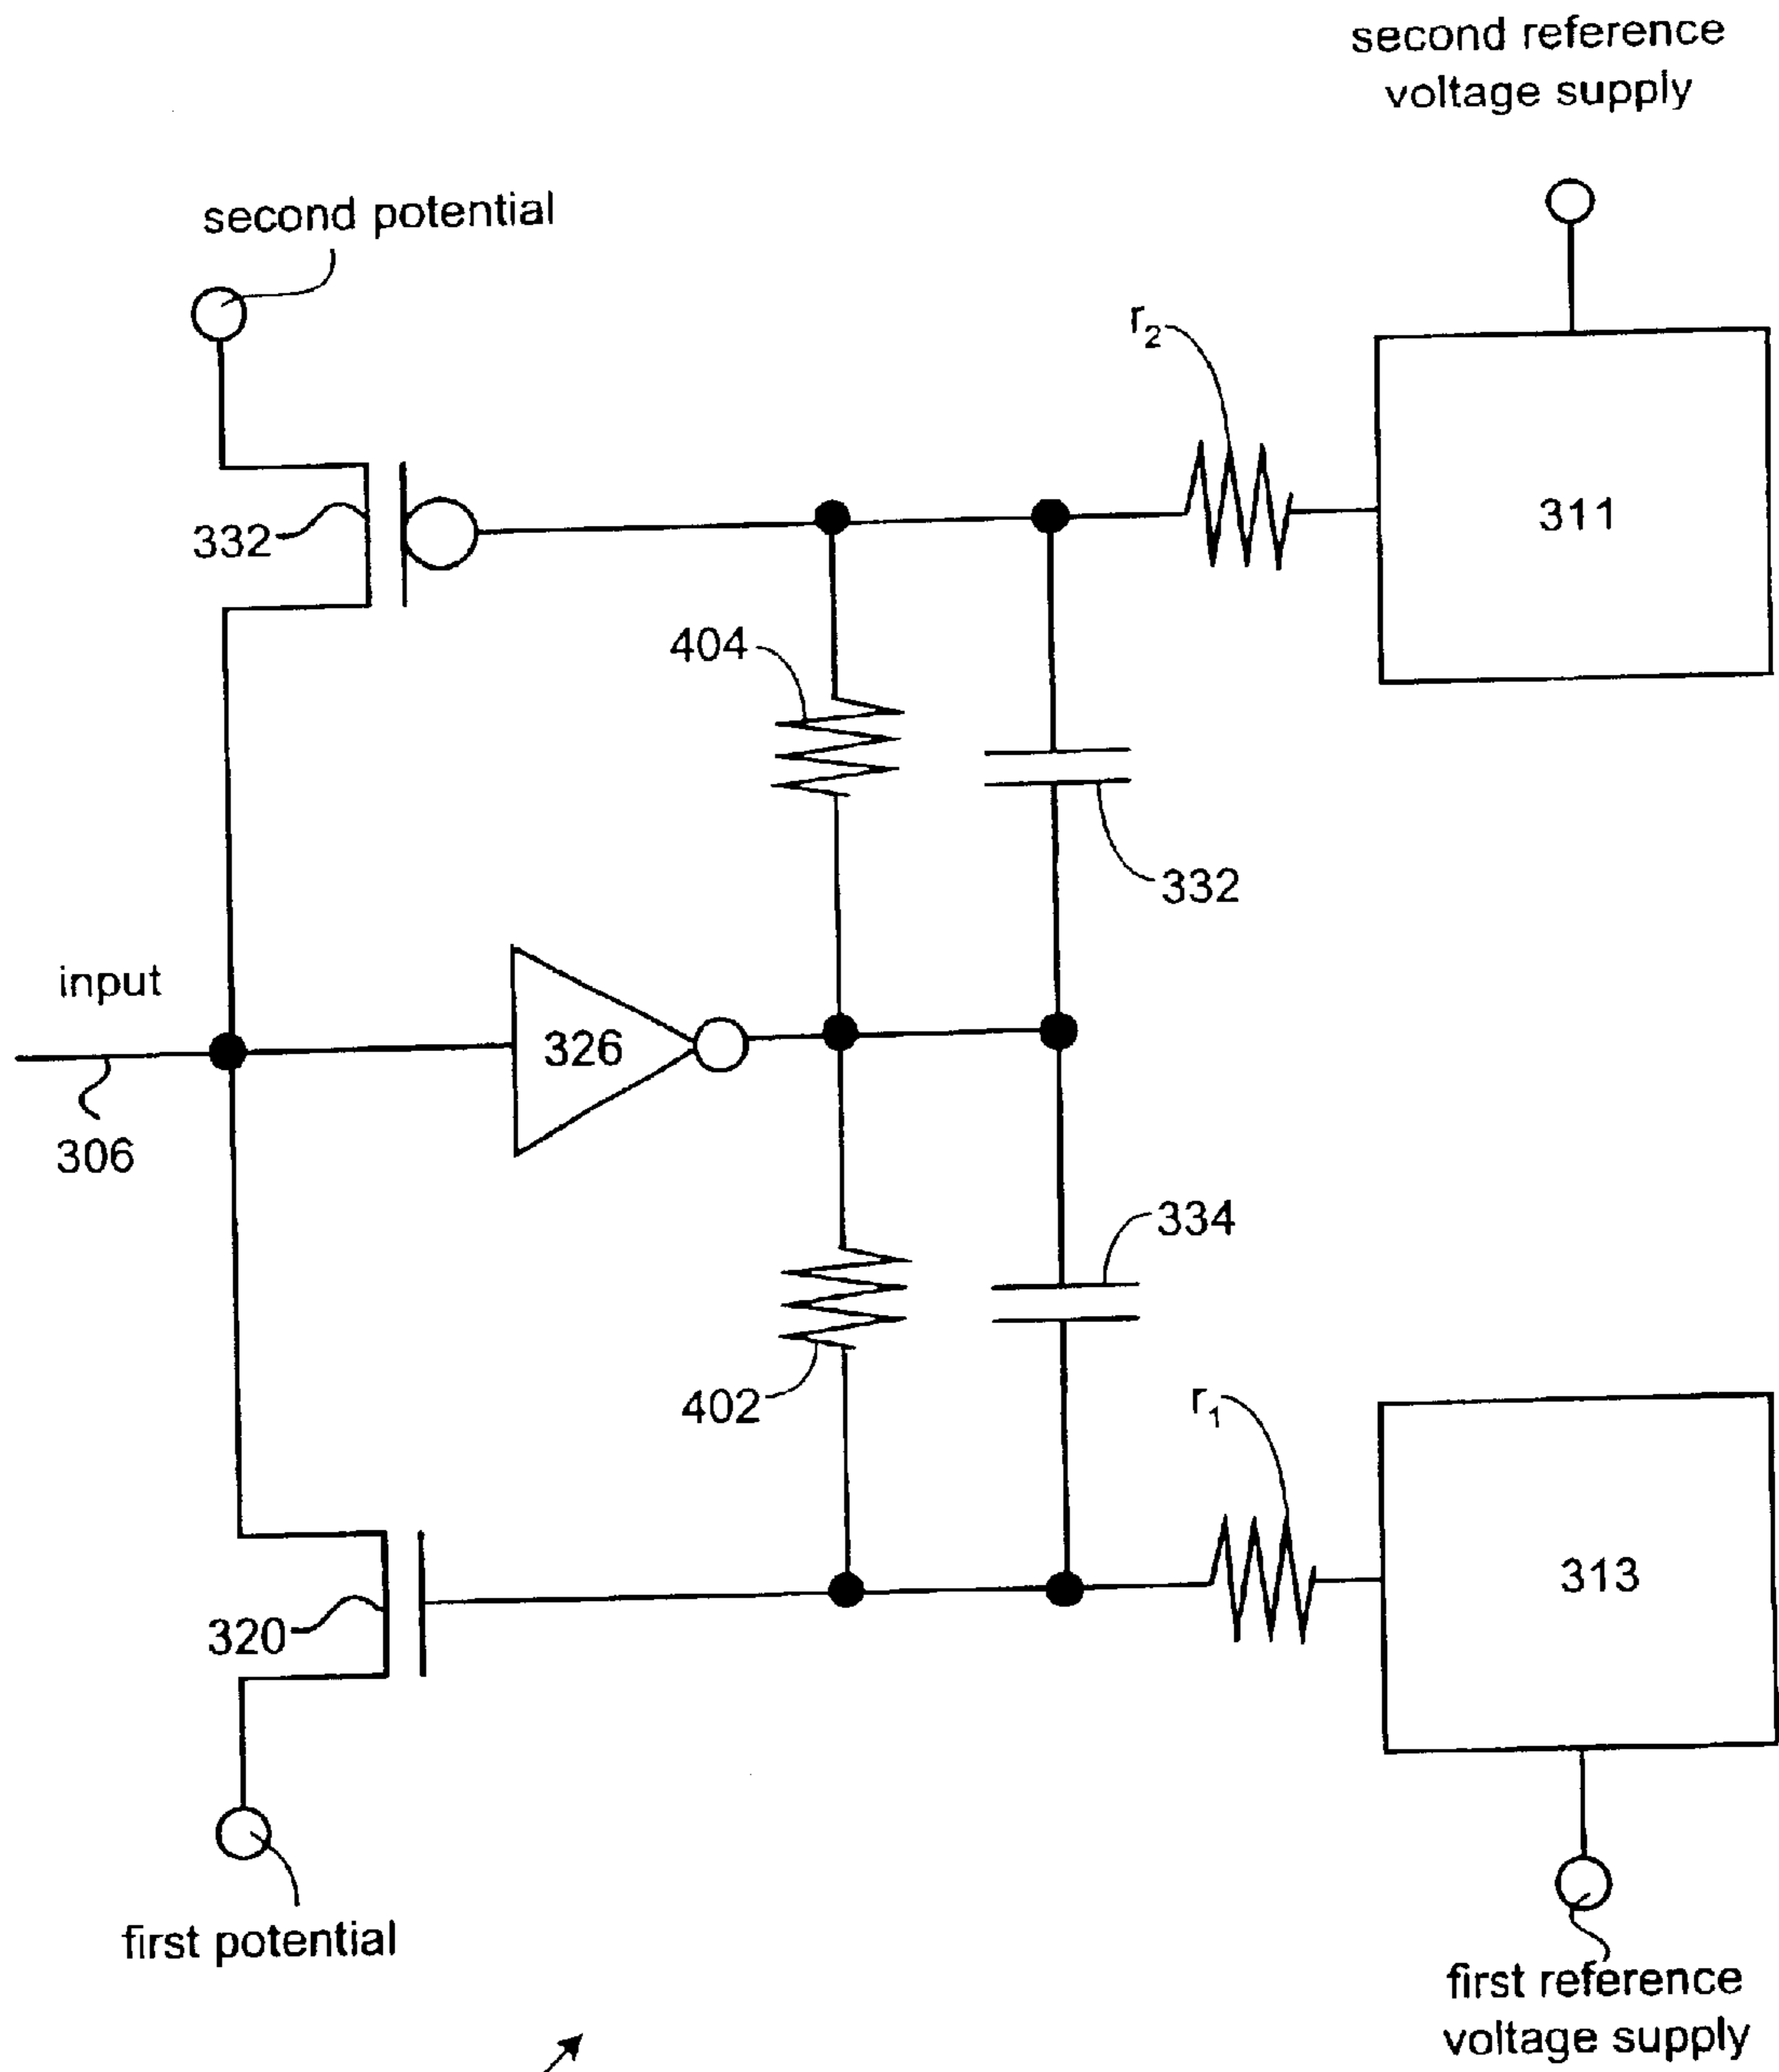 second reference
voltage supply
second potential
r2
332
311
404
332
input
326
306
334
402
r1
320
313
first potential
first reference
voltage supply